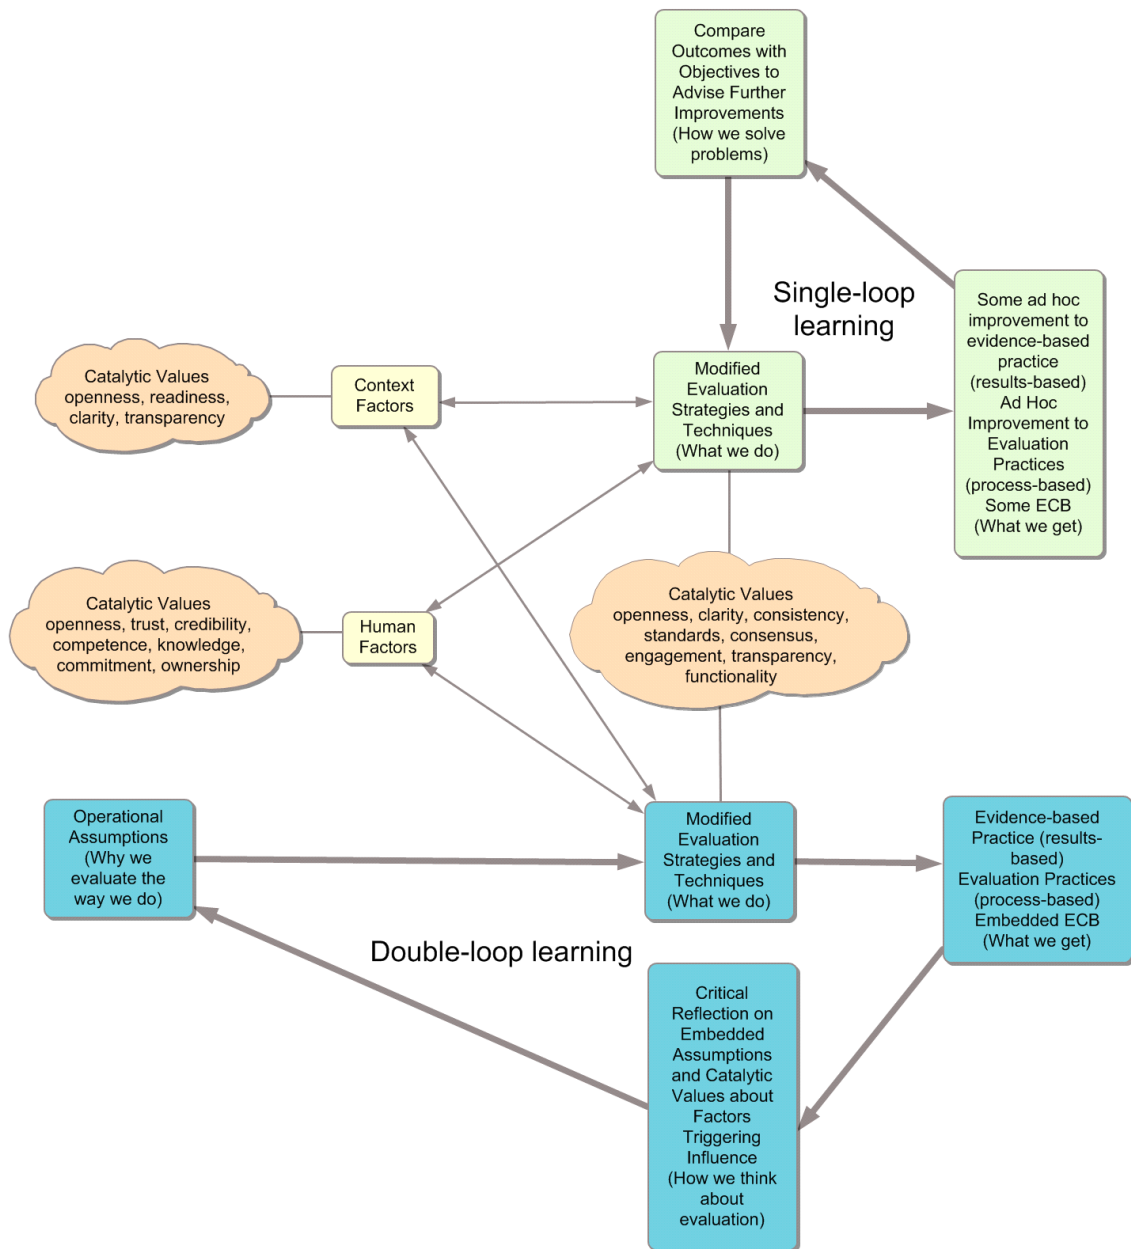 Compare
Outcomes with
Objectives to
Advise Further
Improvements
(How we solve
problems)
Single-loop
learning
Some ad hoc
improvement to
evidence-based
practice
(results-based)
Ad Hoc
Improvement to
Evaluation
Practices
(process-based)
Some ECB
(What we get)
Catalytic Values
openness, readiness,
clarity, transparency
Context
Factors
Modified
Evaluation
Strategies and
Techniques
(What we do)
Catalytic Values
openness, trust, credibility,
competence, knowledge,
commitment, ownership
Human
Factors
Catalytic Values
openness, clarity, consistency,
standards, consensus,
engagement, transparency,
functionality
Operational
Assumptions
(Why we
evaluate the
way we do)
Modified
Evaluation
Strategies and
Techniques
(What we do)
Evidence-based
Practice (results-
based)
Evaluation Practices
(process-based)
Embedded ECB
(What we get)
Double-loop learning
Critical
Reflection on
Embedded
Assumptions
and Catalytic
Values about
Factors
Triggering
Influence
(How we think
about
evaluation)